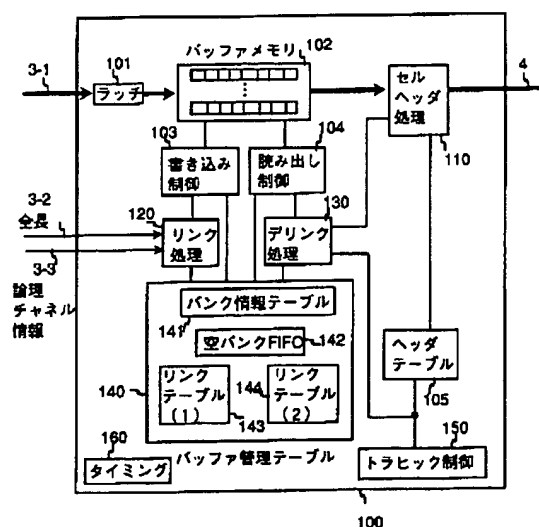 3-1
101
ラッチ
バッファメモリ
102
セル
ヘッダ
処理
4
110
103
書き込み
制御
104
読み出し
制御
3-2
全長
120
リンク
処理
130
デリンク
処理
3-3
論理
チャネル
情報
バンク情報テーブル
141
空バンクFIFO
142
140
リンク
テーブル
(1)
143
144
リンク
テーブル
(2)
ヘッダ
テーブル
105
160
タイミング
バッファ管理テーブル
150
トラヒック制御
100